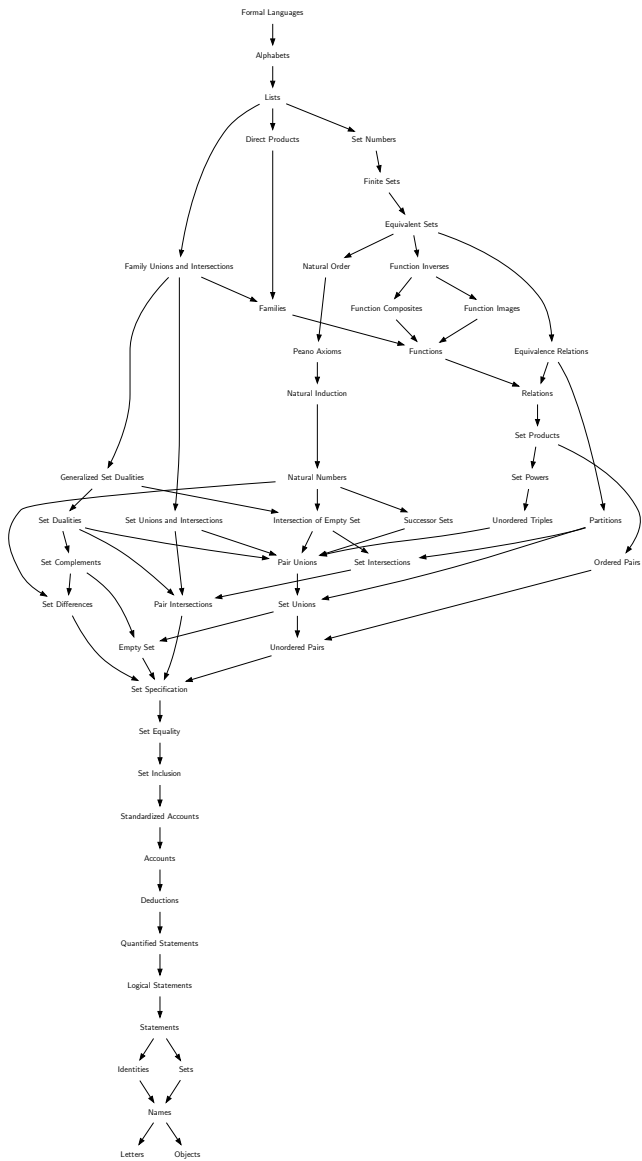 Formal Languages
Alphabets
Lists
Direct Products
Set Numbers
Finite Sets
Equivalent Sets
Family Unions and Intersections
Natural Order
Function Inverses
Families
Function Composites
Function Images
Peano Axioms
Functions
Equivalence Relations
Natural Induction
Relations
Set Products
Generalized Set Dualities
Natural Numbers
Set Powers
Set Dualities
Set Unions and Intersections
Intersection of Empty Set
Successor Sets
Unordered Triples
Partitions
Set Complements
Pair Unions
Set Intersections
Ordered Pairs
Set Differences
Pair Intersections
Set Unions
Empty Set
Unordered Pairs
Set Specification
Set Equality
Set Inclusion
Standardized Accounts
Accounts
Deductions
Quantified Statements
Logical Statements
Statements
Identities
Sets
Names
Letters
Objects